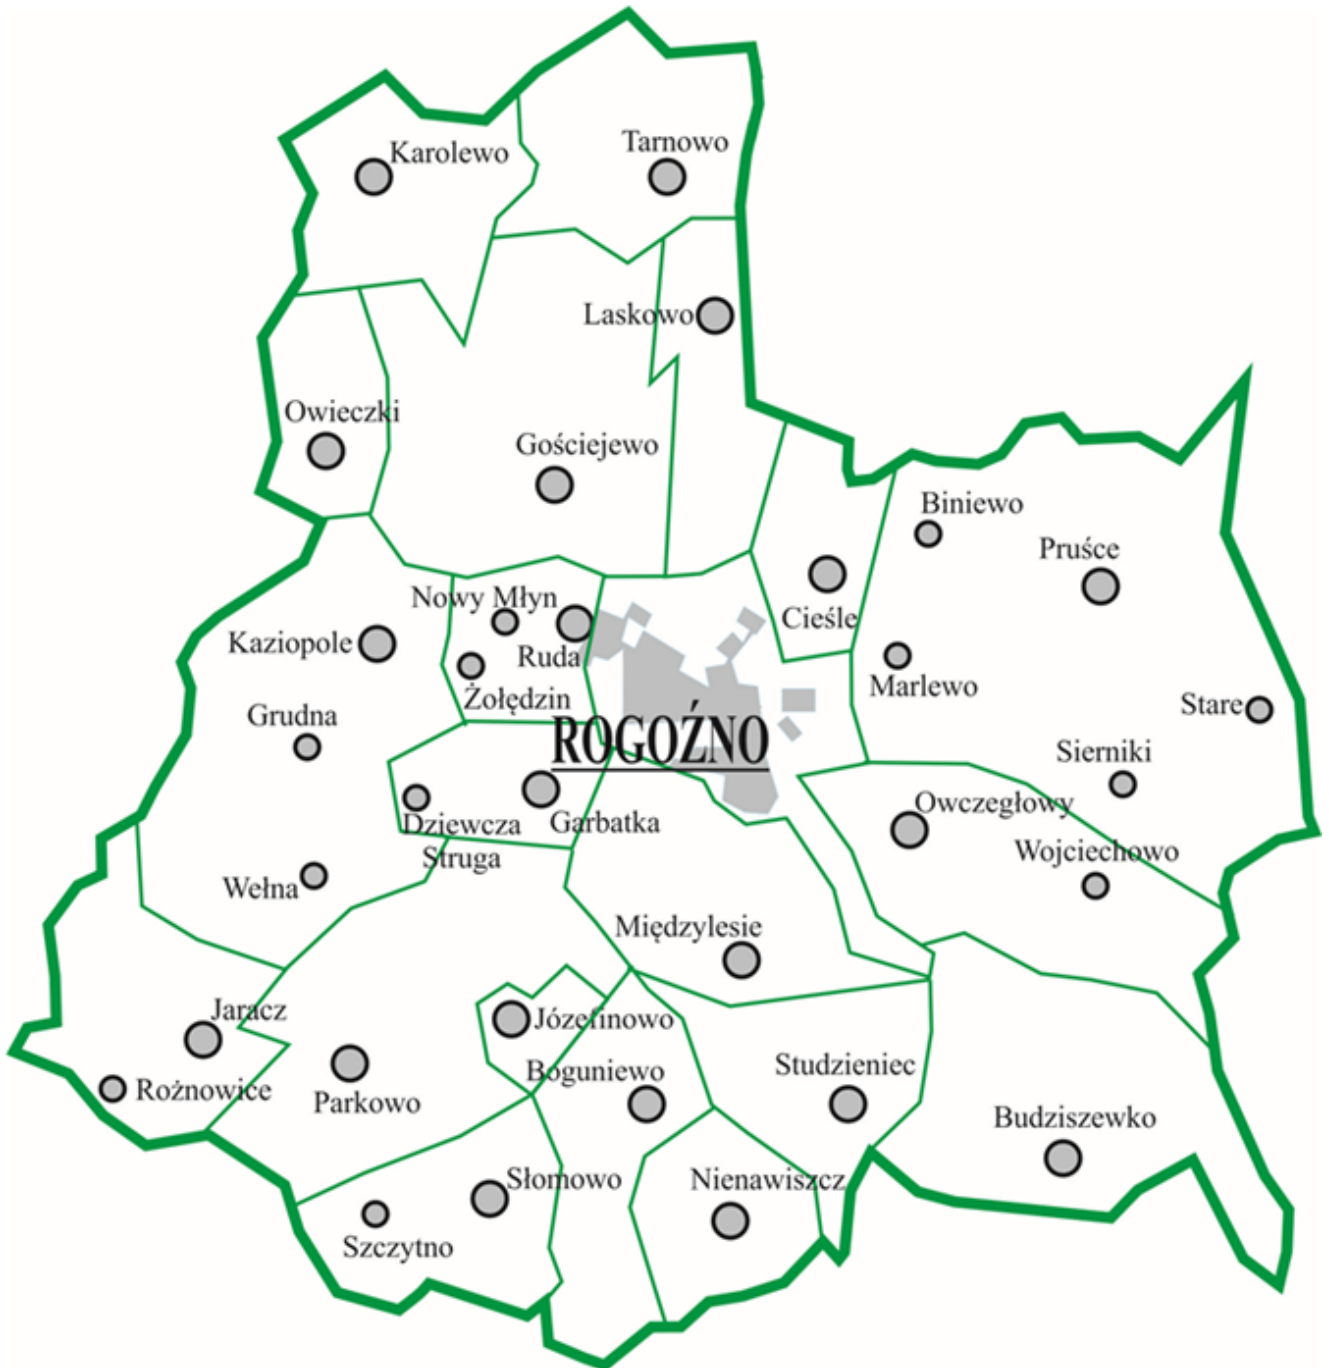 Tarnowo
Karolewo
Laskowo
Owieczki
Gościejewo
Biniewo
Pruśce
Nowy Młyn
Cieśle
Kaziopole
Ruda
Marlewo
Żołędzin
Stare
Grudna
ROGOŹNO
Sierniki
Owczegłowy
Dziewcza
Struga
Garbatka
Wojciechowo
Wełna
Międzylesie
Jaracz
Józefinowo
Studzieniec
Boguniewo
Rożnowice
Parkowo
Budziszewko
Słomowo
Nienawiszcz
Szczytno